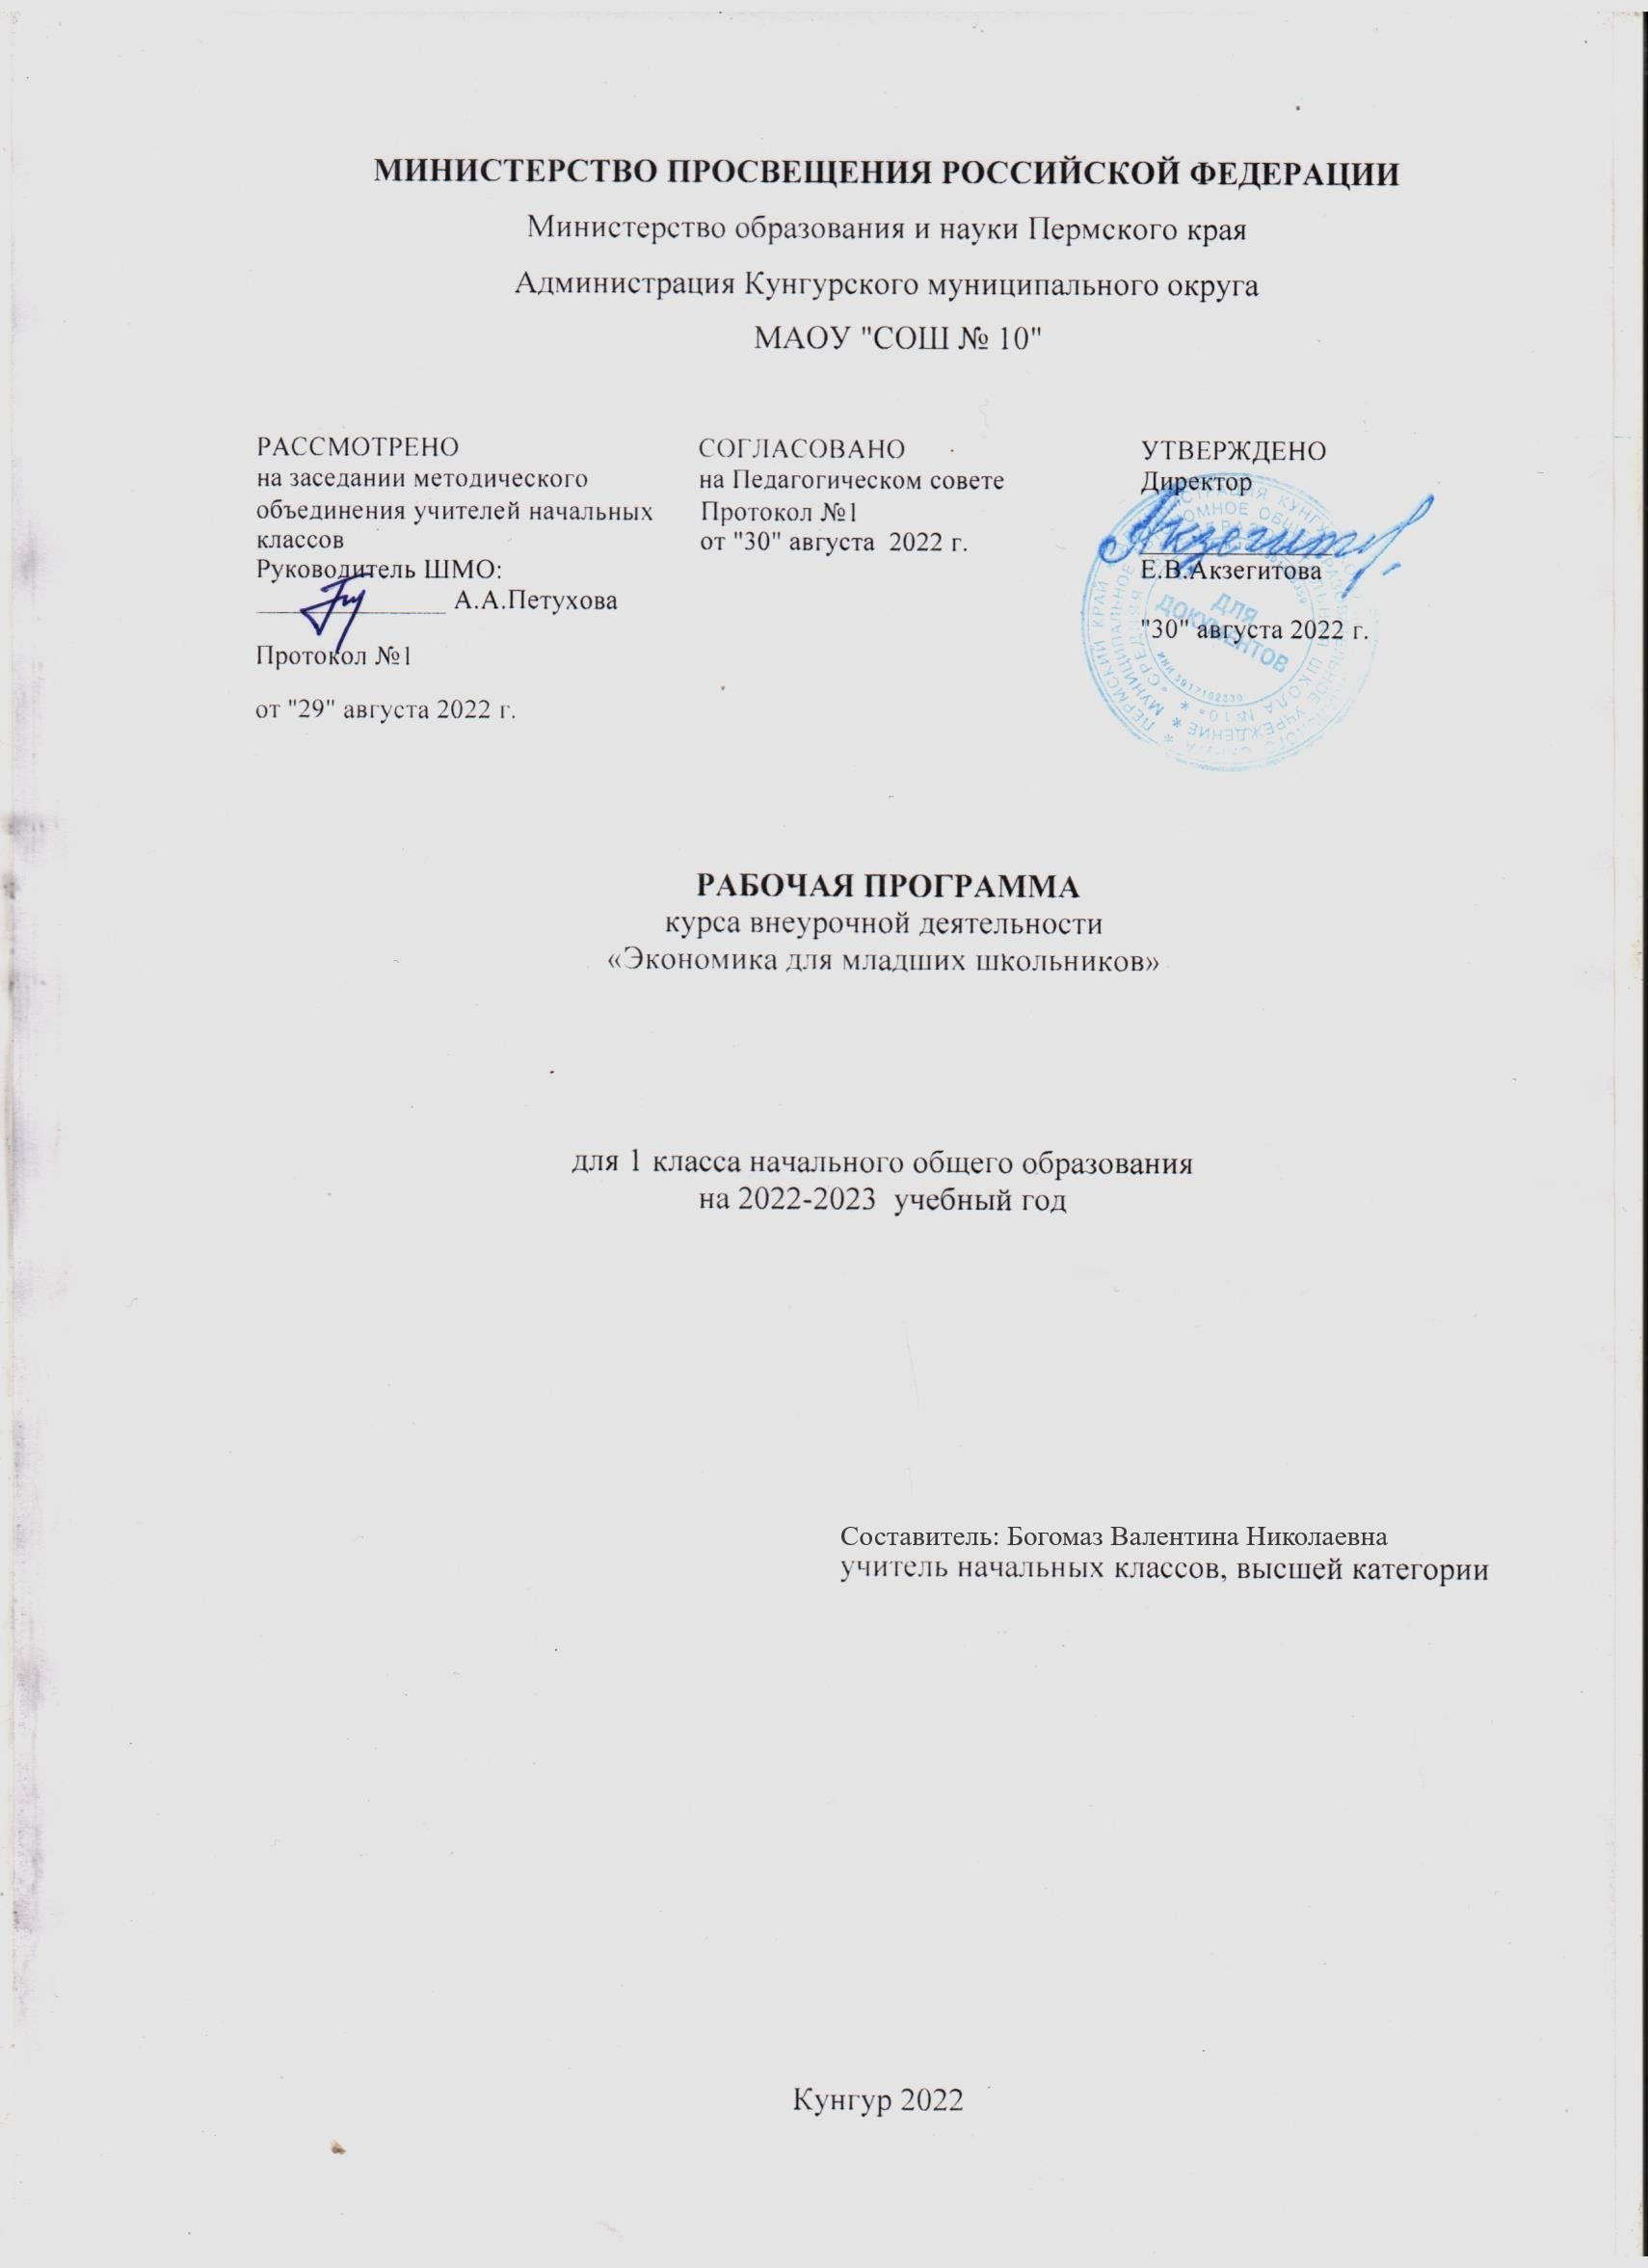 МИНИСТЕРСТВО ПРОСВЕЩЕНИЯ РОССИЙСКОЙ ФЕДЕРАЦИИ
Министерство образования и науки Пермского края
Администрация Кунгурского муниципального округа
МАОУ "СОШ № 10"
РАССМОТРЕНО
на заседании методического
объединения учителей начальных
классов
Руководитель ШМО:
А.А.Петухова
Протокол №1
от "29" августа 2022 г.
СОГЛАСОВАНО
на Педагогическом совете
Протокол №1
от "30" августа 2022 г.
УТВЕРЖДЕНО
Директор
Е.В.Акзегитова
"30" августа 2022 г.
ДЛЯ
ДОКУМЕНТОВ
РАБОЧАЯ ПРОГРАММА
курса внеурочной деятельности
«Экономика для младших школьников»
для 1 класса начального общего образования
на 2022-2023 учебный год
Составитель: Богомаз Валентина Николаевна
учитель начальных классов, высшей категории
Кунгур 2022